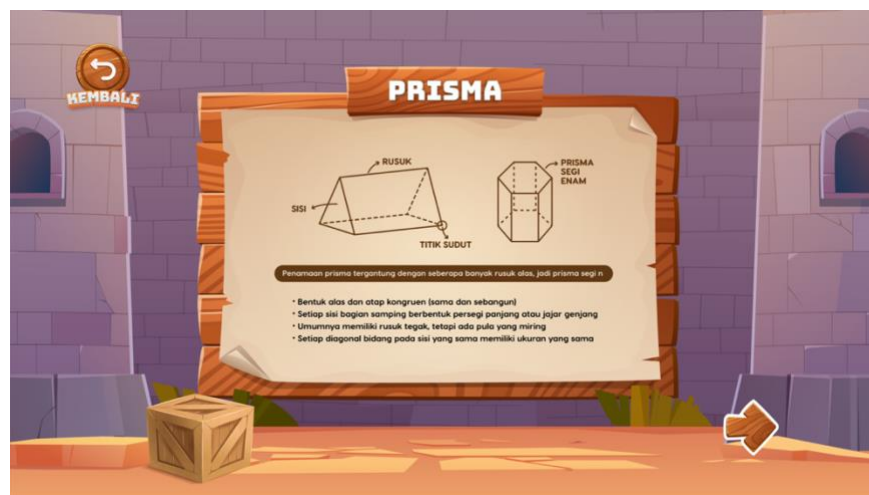 KEMBALI
PRISMA
RUSUK
SISI
TITIK SUDUT
PRISMA
SEGI
ENAM
Penamaan prisma tergantung dengan seberapa banyak rusuk alas, jadi prisma segi n
• Bentuk alas dan atap kongruen (sama dan sebangun)
• Setiap sisi bagian samping berbentuk persegi panjang atau jajar genjang
• Umumnya memiliki rusuk tegak, tetapi ada pula yang miring
• Setiap diagonal bidang pada sisi yang sama memiliki ukuran yang sama